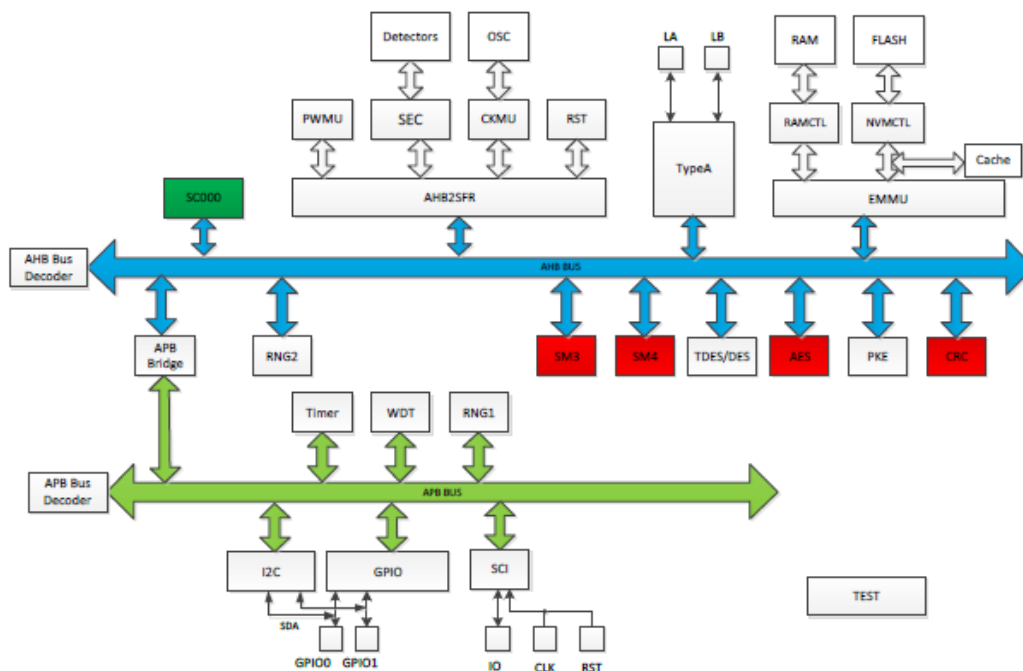 LA
LB
Detectors
OSC
RAM
FLASH
PWMU
SEC
CKMU
RST
RAMCTL
NVMCTL
TypeA
Cache
SC000
AHB2SFR
EMMU
AHB Bus
Decoder
AHB BUS
APB
Bridge
RNG2
SM3
SM4
TDES/DES
AES
PKE
CRC
Timer
WDT
RNG1
APB Bus
Decoder
APB BUS
I2C
GPIO
SCI
TEST
SDA
GPIO0
GPIO1
IO
CLK
RST